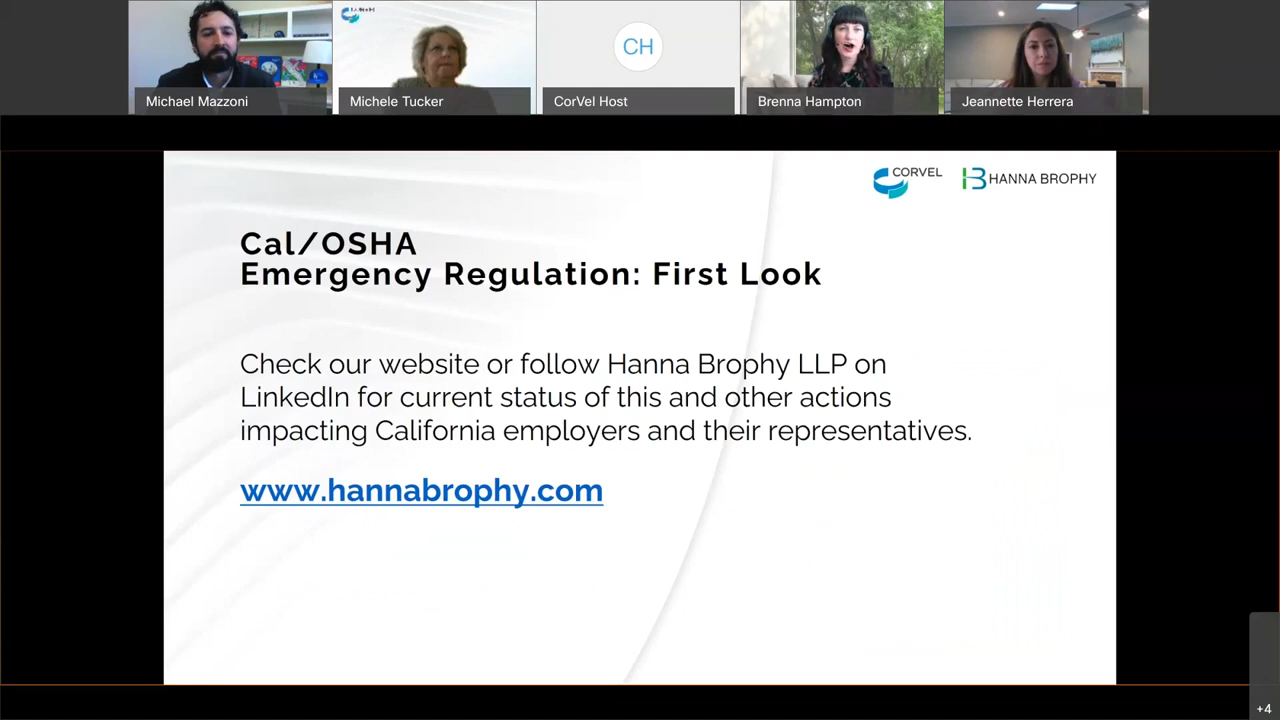 Michael Mazzoni
Michele Tucker
CH
CorVel Host
Brenna Hampton
Jeannette Herrera
CORVEL
HANNA BROPHY
Cal/OSHA
Emergency Regulation: First Look
Check our website or follow Hanna Brophy LLP on
LinkedIn for current status of this and other actions
impacting California employers and their representatives.
www.hannabrophy.com
+4